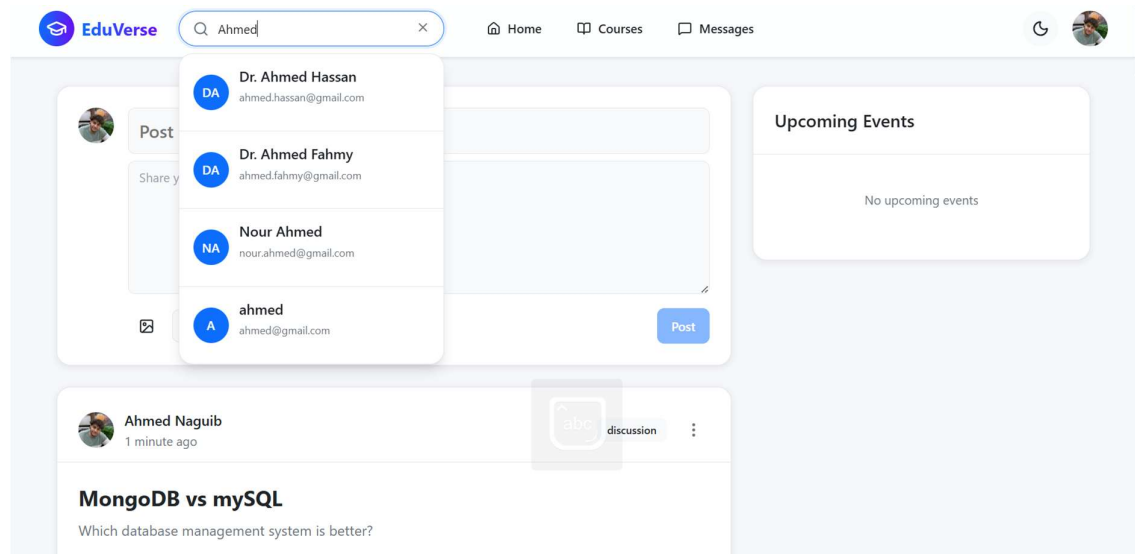 EduVerse
Ahmed
Home
Courses
Messages
DA
Dr. Ahmed Hassan
ahmed.hassan@gmail.com
DA
Dr. Ahmed Fahmy
ahmed.fahmy@gmail.com
NA
Nour Ahmed
nour.ahmed@gmail.com
A
ahmed
ahmed@gmail.com
Post
Share y
Post
Upcoming Events
No upcoming events
Ahmed Naguib
1 minute ago
abc
discussion
MongoDB vs mySQL
Which database management system is better?